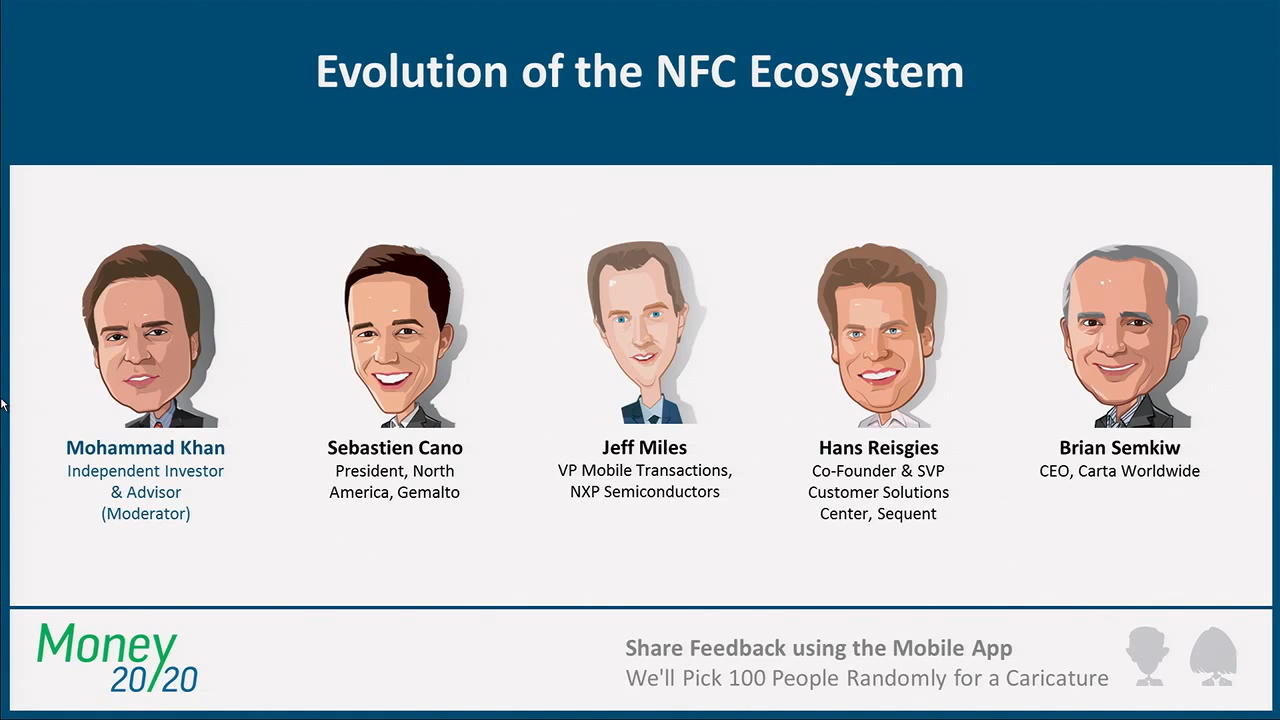 Evolution of the NFC Ecosystem
Mohammad Khan
Independent Investor
& Advisor
(Moderator)
Sebastien Cano
President, North
America, Gemalto
Jeff Miles
VP Mobile Transactions,
NXP Semiconductors
Hans Reisgies
Co-Founder & SVP
Customer Solutions
Center, Sequent
Brian Semkiw
CEO, Carta Worldwide
Money
20/20
Share Feedback using the Mobile App
We'll Pick 100 People Randomly for a Caricature